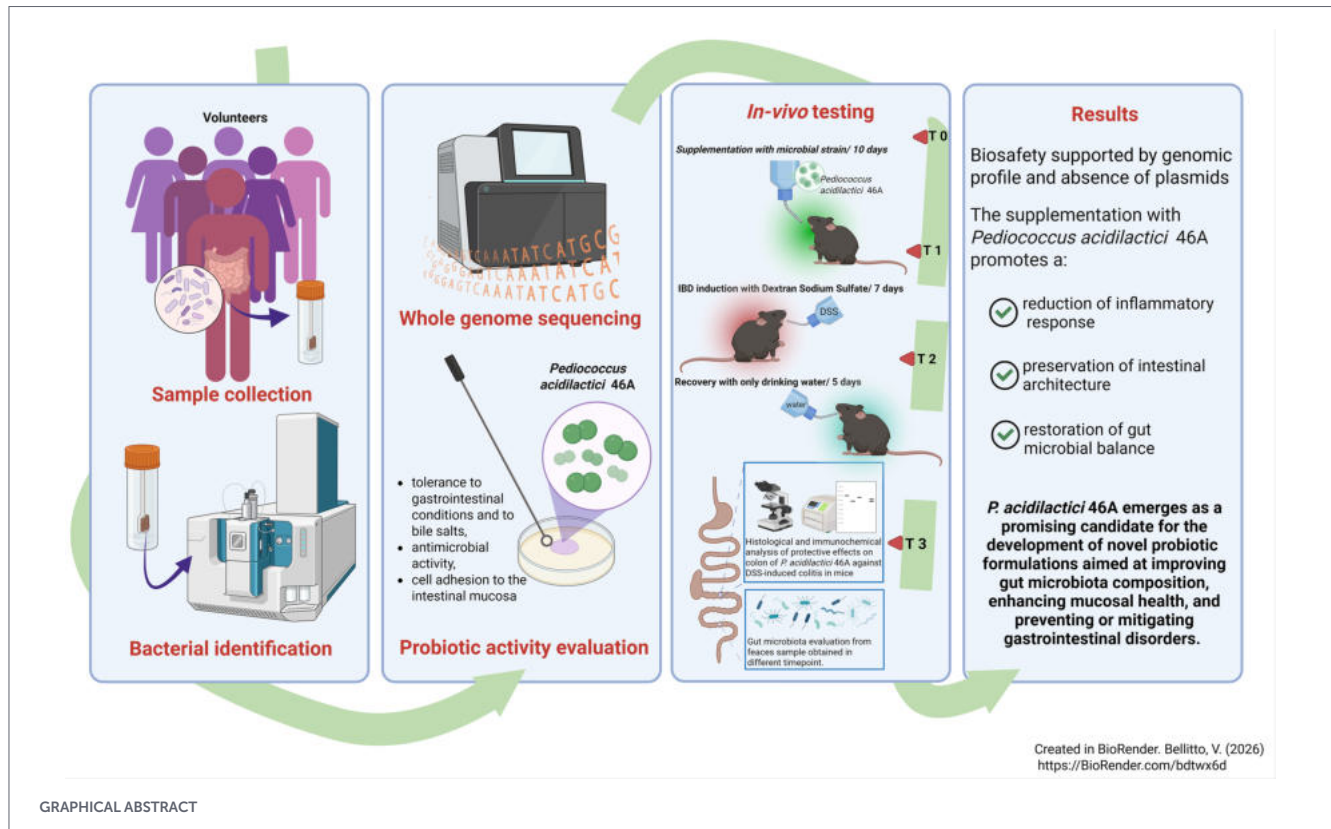 Volunteers
Sample collection
Bacterial identification
CAAATATCATGCG
GAGTCAAATATCATGC
Whole genome sequencing
Pediococcus
acidilactici 46A
• tolerance to
gastrointestinal
conditions and to
bile salts,
• antimicrobial
activity,
• cell adhesion to the
intestinal mucosa
Probiotic activity evaluation
In-vivo testing
T 0
Supplementation with microbial strain/ 10 days
Pediococcus
acidilactici 46A
T 1
IBD induction with Dextran Sodium Sulfate/ 7 days
DSS
T 2
Recovery with only drinking water/ 5 days
water
Histological and immunochemical
analysis of protective effects on
colon of P. acidilactici 46A against
DSS-induced colitis in mice
T 3
Gut microbiota evaluation from
feaces sample obtained in
different timepoint.
Results
Biosafety supported by genomic
profile and absence of plasmids
The supplementation with
Pediococcus acidilactici 46A
promotes a:
reduction of inflammatory
response
preservation of intestinal
architecture
restoration of gut
microbial balance
P. acidilactici 46A emerges as a
promising candidate for the
development of novel probiotic
formulations aimed at improving
gut microbiota composition,
enhancing mucosal health, and
preventing or mitigating
gastrointestinal disorders.
Created in BioRender. Bellitto, V. (2026)
https://BioRender.com/bdtwx6d
GRAPHICAL ABSTRACT